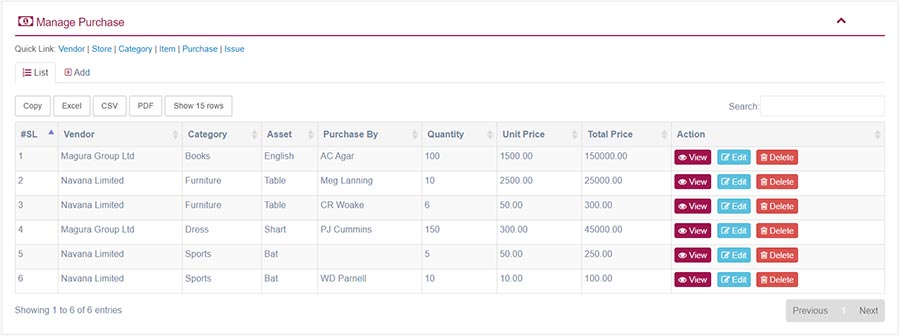 Manage Purchase
Quick Link: Vendor | Store | Category | Item | Purchase | Issue
List Add
Copy Excel CSV PDF Show 15 rows Search:
#SL Vendor Category Asset Purchase By Quantity Unit Price Total Price Action
1 Magura Group Ltd Books English AC Agar 100 1500.00 150000.00 View Edit Delete
2 Navana Limited Furniture Table Meg Lanning 10 2500.00 25000.00 View Edit Delete
3 Navana Limited Furniture Table CR Woake 6 50.00 300.00 View Edit Delete
4 Magura Group Ltd Dress Shart PJ Cummins 150 300.00 45000.00 View Edit Delete
5 Navana Limited Sports Bat 5 50.00 250.00 View Edit Delete
6 Navana Limited Sports Bat WD Parnell 10 10.00 100.00 View Edit Delete
Showing 1 to 6 of 6 entries Previous 1 Next